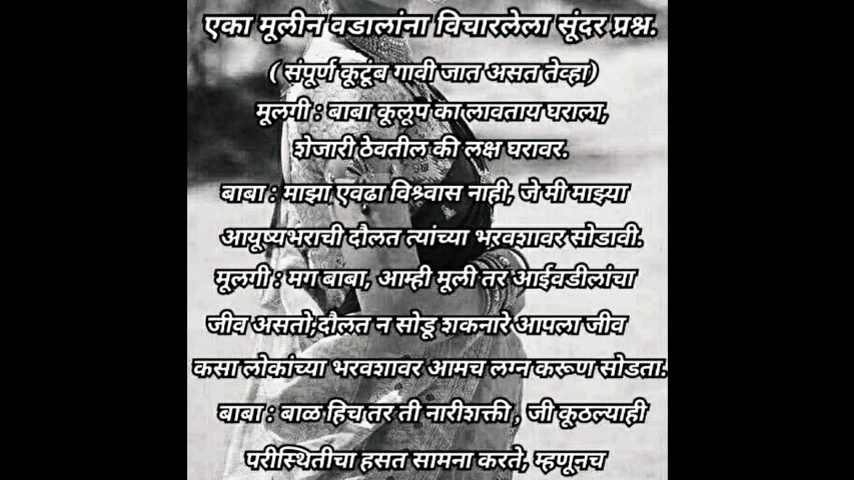 एका मूलीन वडालांना विचारलेला सूंदर प्रश्न.
( संपूर्ण कूटूंब गावी जात असत तेव्हा)
मूलगी : बाबा कूलूप का लावताय घराला,
शेजारी ठेवतील की लक्ष घरावर.
बाबा : माझा एवढा विश्र्वास नाही, जे मी माझ्या
आयूष्यभराची दौलत त्यांच्या भरवशावर सोडावी.
मूलगी : मग बाबा, आम्ही मूली तर आईवडीलांचा
जीव असतो;दौलत न सोडू शकनारे आपला जीव
कसा लोकांच्या भरवशावर आमच लग्न करूण सोडता.
बाबा : बाळ हिच तर ती नारीशक्ती , जी कूठल्याही
परीस्थितीचा हसत सामना करते, म्हणूनच